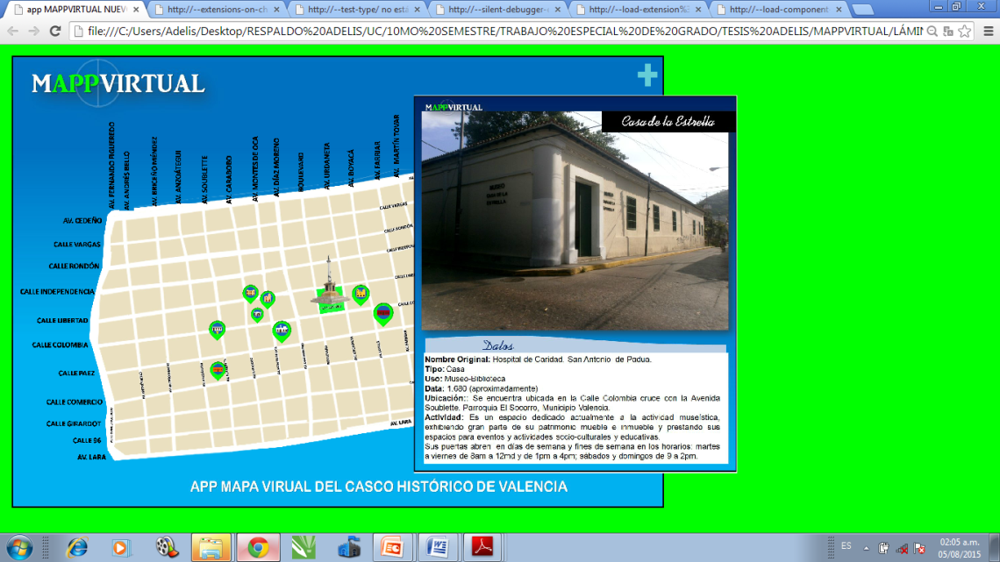 app MAPPVIRTUAL NUEV
http://--extensions-on-ch
http://--test-type/ no está
http://--silent-debugger-
http://--load-extension%3
http://--load-component
file:///C:/Users/Adelis/Desktop/RESPALDO%20ADELIS/UC/10MO%20SEMESTRE/TRABAJO%20ESPECIAL%20DE%20GRADO/TESIS%20ADELIS/MAPPVIRTUAL/LÁMIN
MAPPVIRTUAL
AV. FERNANDO FIGUEREDO
AV. ANDRES BELLO
AV. BRICEÑO MÉNDEZ
AV. ANZOÁTEGUI
AV. SOUBLETTE
AV. CARABOBO
AV. MONTES DE OCA
AV. DÍAZ MORENO
BOULEVARD
AV. URDANETA
AV. BOYACÁ
AV. FARRIAR
AV. MARTÍN TOVAR
AV. CEDEÑO
CALLE VARGAS
CALLE RONDÓN
CALLE INDEPENDENCIA
CALLE LIBERTAD
CALLE COLOMBIA
CALLE PAEZ
CALLE COMERCIO
CALLE GIRARDOT
CALLE 96
AV. LARA
CALLE VARGAS
CALLE RONDÓN
AV. LARA
APP MAPA VIRUAL DEL CASCO HISTÓRICO DE VALENCIA
MAPPVIRTUAL
Casa de la Estrella
MUSEO
CASA DE LA
ESTRELLA
Datos
Nombre Original: Hospital de Caridad. San Antonio de Padua.
Tipo: Casa
Uso: Museo-Biblioteca
Data: 1.680 (aproximadamente)
Ubicación:: Se encuentra ubicada en la Calle Colombia cruce con la Avenida
Soublette. Parroquia El Socorro, Municipio Valencia.
Actividad: Es un espacio dedicado actualmente a la actividad museística,
exhibiendo gran parte de su patrimonio mueble e inmueble y prestando sus
espacios para eventos y actividades socio-culturales y educativas.
Sus puertas abren en días de semana y fines de semana en los horarios: martes
a viernes de 8am a 12md y de 1pm a 4pm; sábados y domingos de 9 a 2pm.
ES
02:05 a.m.
05/08/2015